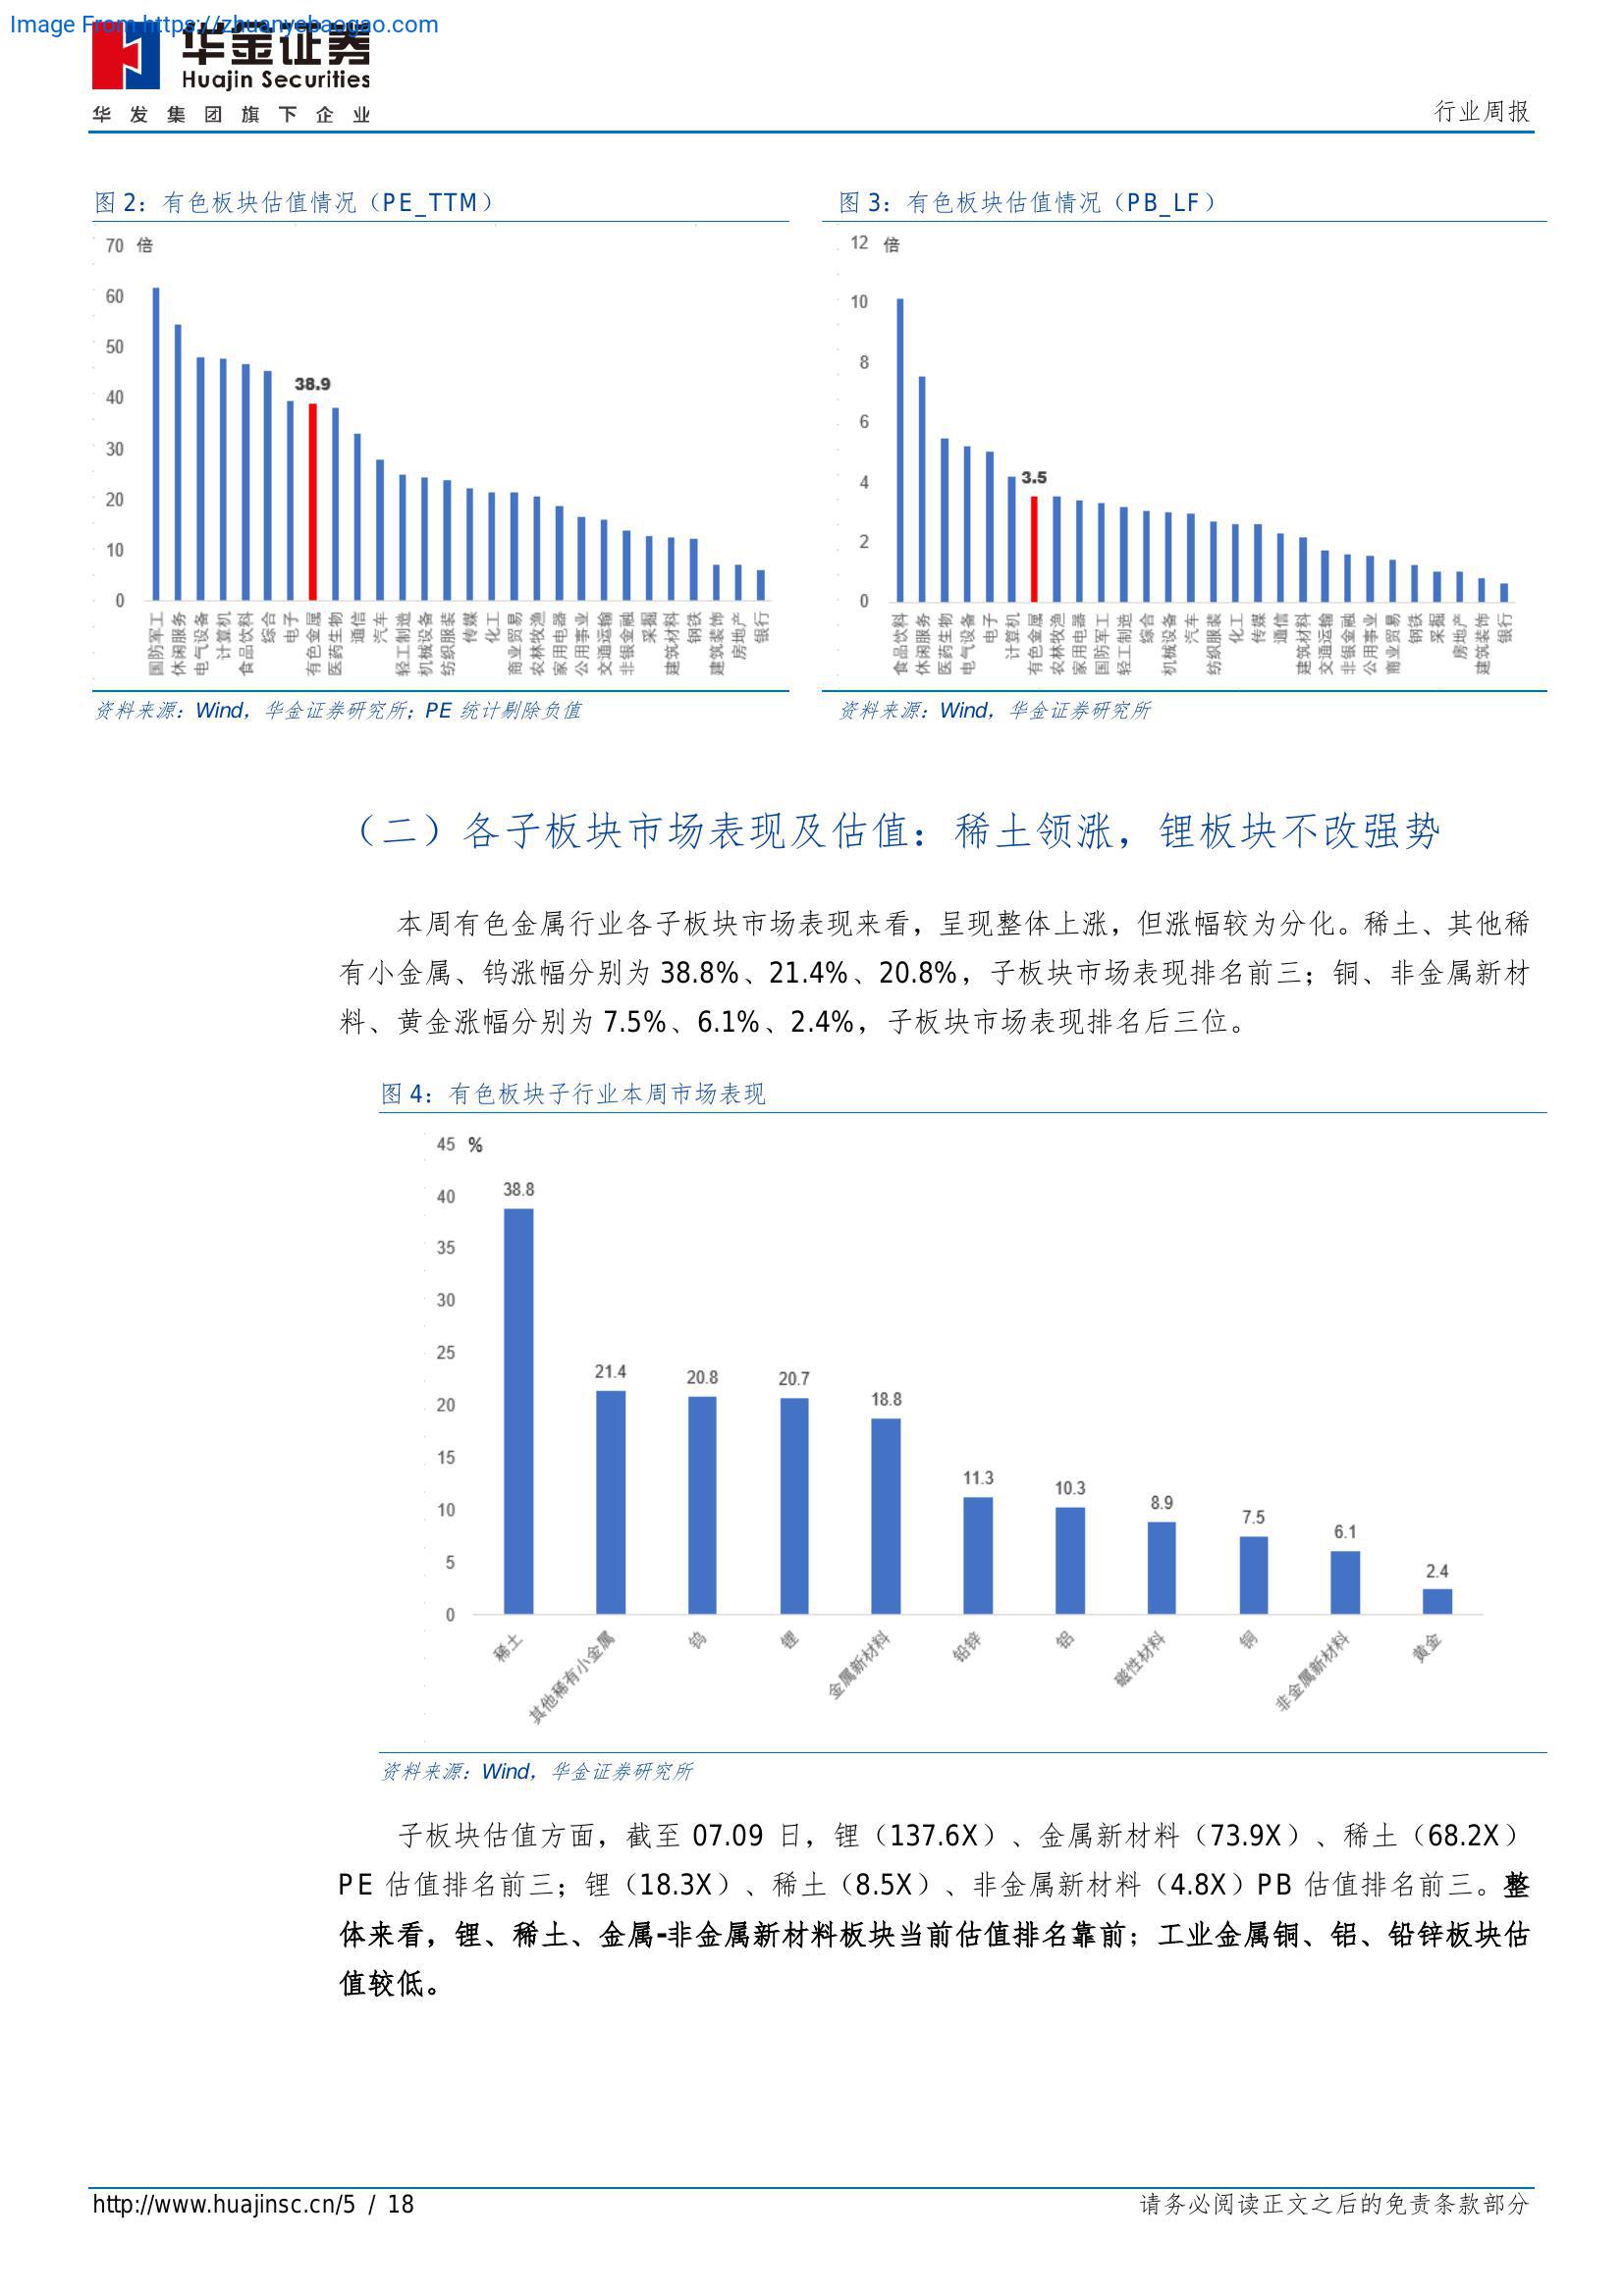 Image From https://zhuanyebaogao.com
华金证券
Huajin Securities
华发集团旗下企业
行业周报
图 2：有色板块估值情况（PE_TTM）
70 倍
60
50
40
30
20
10
0
38.9
国防军工
休闲服务
电气设备
计算机
食品饮料
综合
电子
有色金属
医药生物
通信
汽车
轻工制造
机械设备
纺织服装
传媒
化工
商业贸易
农林牧渔
家用电器
公用事业
交通运输
非银金融
采掘
建筑材料
钢铁
建筑装饰
房地产
银行
资料来源：Wind，华金证券研究所；PE 统计剔除负值
图 3：有色板块估值情况（PB_LF）
12 倍
10
8
6
4
2
0
3.5
食品饮料
休闲服务
医药生物
电气设备
电子
计算机
有色金属
农林牧渔
家用电器
国防军工
轻工制造
综合
机械设备
汽车
纺织服装
化工
传媒
通信
建筑材料
交通运输
非银金融
公用事业
商业贸易
钢铁
采掘
房地产
建筑装饰
银行
资料来源：Wind，华金证券研究所
（二）各子板块市场表现及估值：稀土领涨，锂板块不改强势
本周有色金属行业各子板块市场表现来看，呈现整体上涨，但涨幅较为分化。稀土、其他稀
有小金属、钨涨幅分别为 38.8%、21.4%、20.8%，子板块市场表现排名前三；铜、非金属新材
料、黄金涨幅分别为 7.5%、6.1%、2.4%，子板块市场表现排名后三位。
图 4：有色板块子行业本周市场表现
45 %
40
35
30
25
20
15
10
5
0
38.8
21.4
20.8
20.7
18.8
11.3
10.3
8.9
7.5
6.1
2.4
稀土
其他稀有小金属
钨
锂
金属新材料
铅锌
铝
磁性材料
铜
非金属新材料
黄金
资料来源：Wind，华金证券研究所
子板块估值方面，截至 07.09 日，锂（137.6X）、金属新材料（73.9X）、稀土（68.2X）
PE 估值排名前三；锂（18.3X）、稀土（8.5X）、非金属新材料（4.8X）PB 估值排名前三。整
体来看，锂、稀土、金属-非金属新材料板块当前估值排名靠前；工业金属铜、铝、铅锌板块估
值较低。
http://www.huajinsc.cn/5 / 18
请务必阅读正文之后的免责条款部分